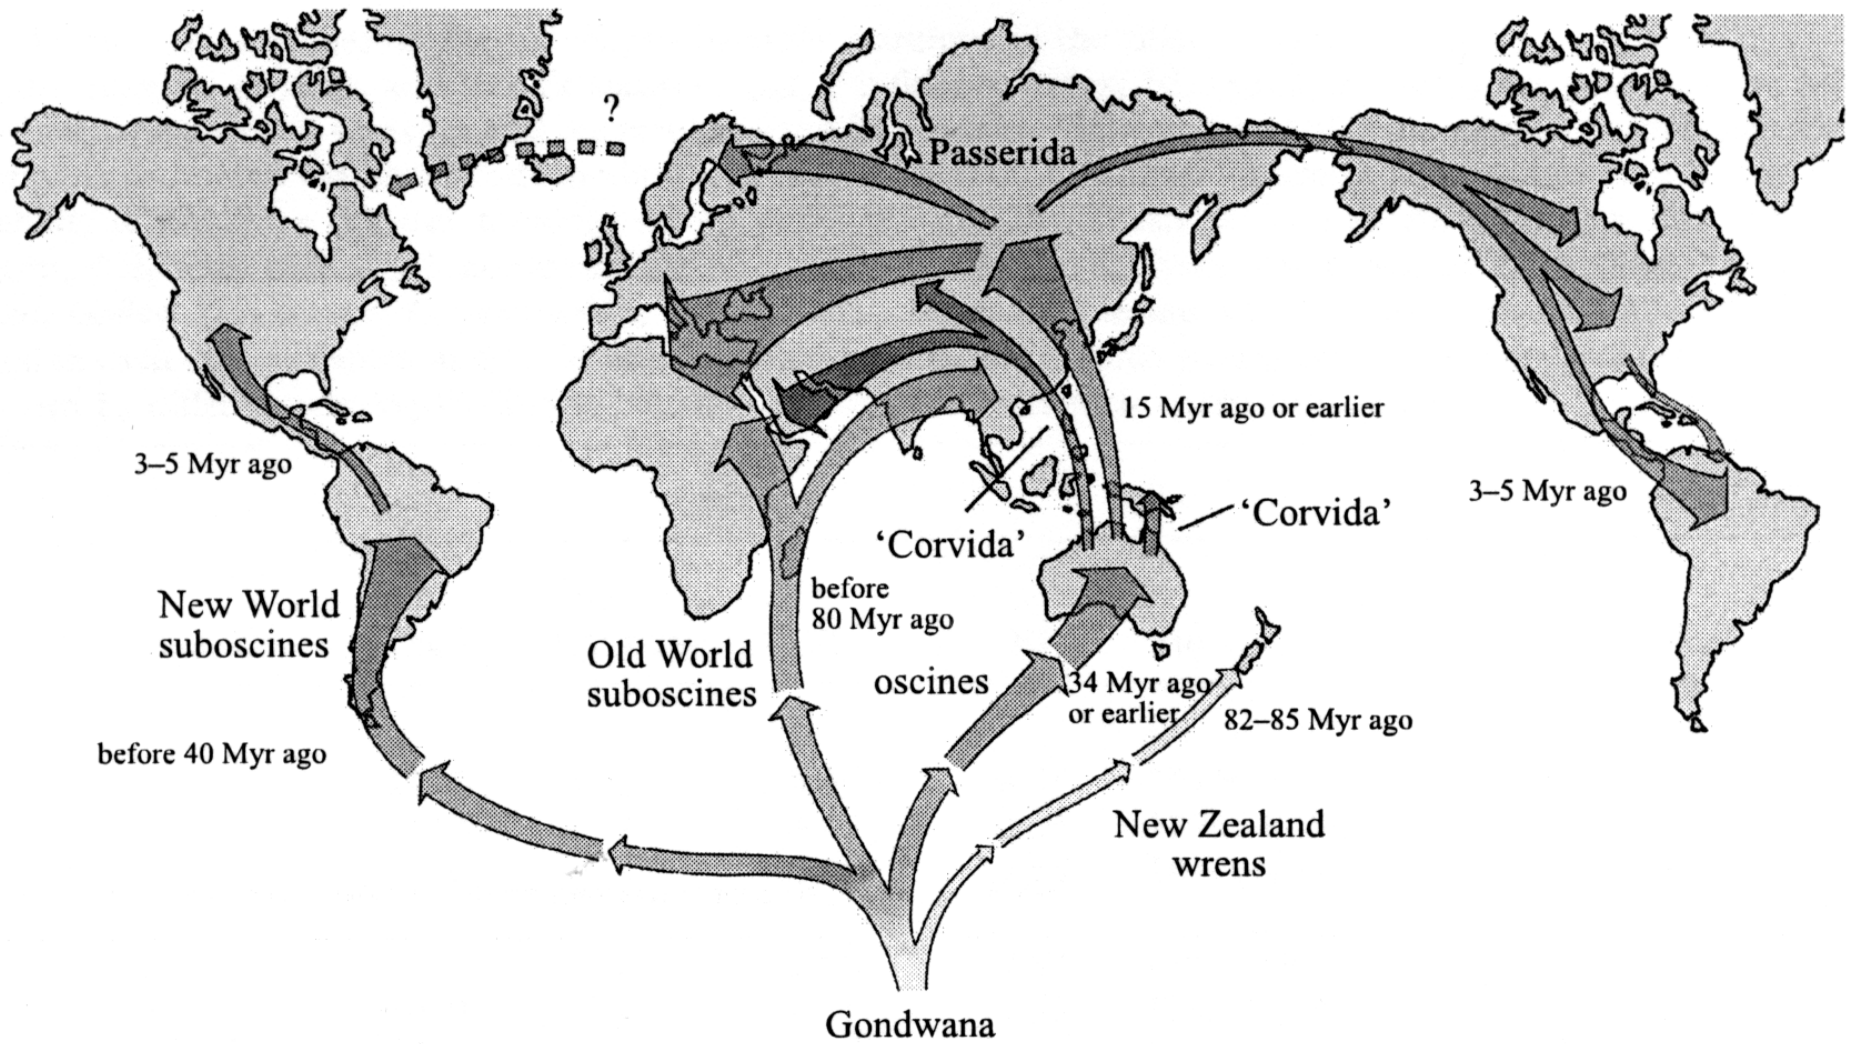 ?
Passerida
15 Myr ago or earlier
3–5 Myr ago
3–5 Myr ago
‘Corvida’
‘Corvida’
before
80 Myr ago
New World
suboscines
Old World
suboscines
oscines
34 Myr ago
or earlier
82–85 Myr ago
before 40 Myr ago
New Zealand
wrens
Gondwana